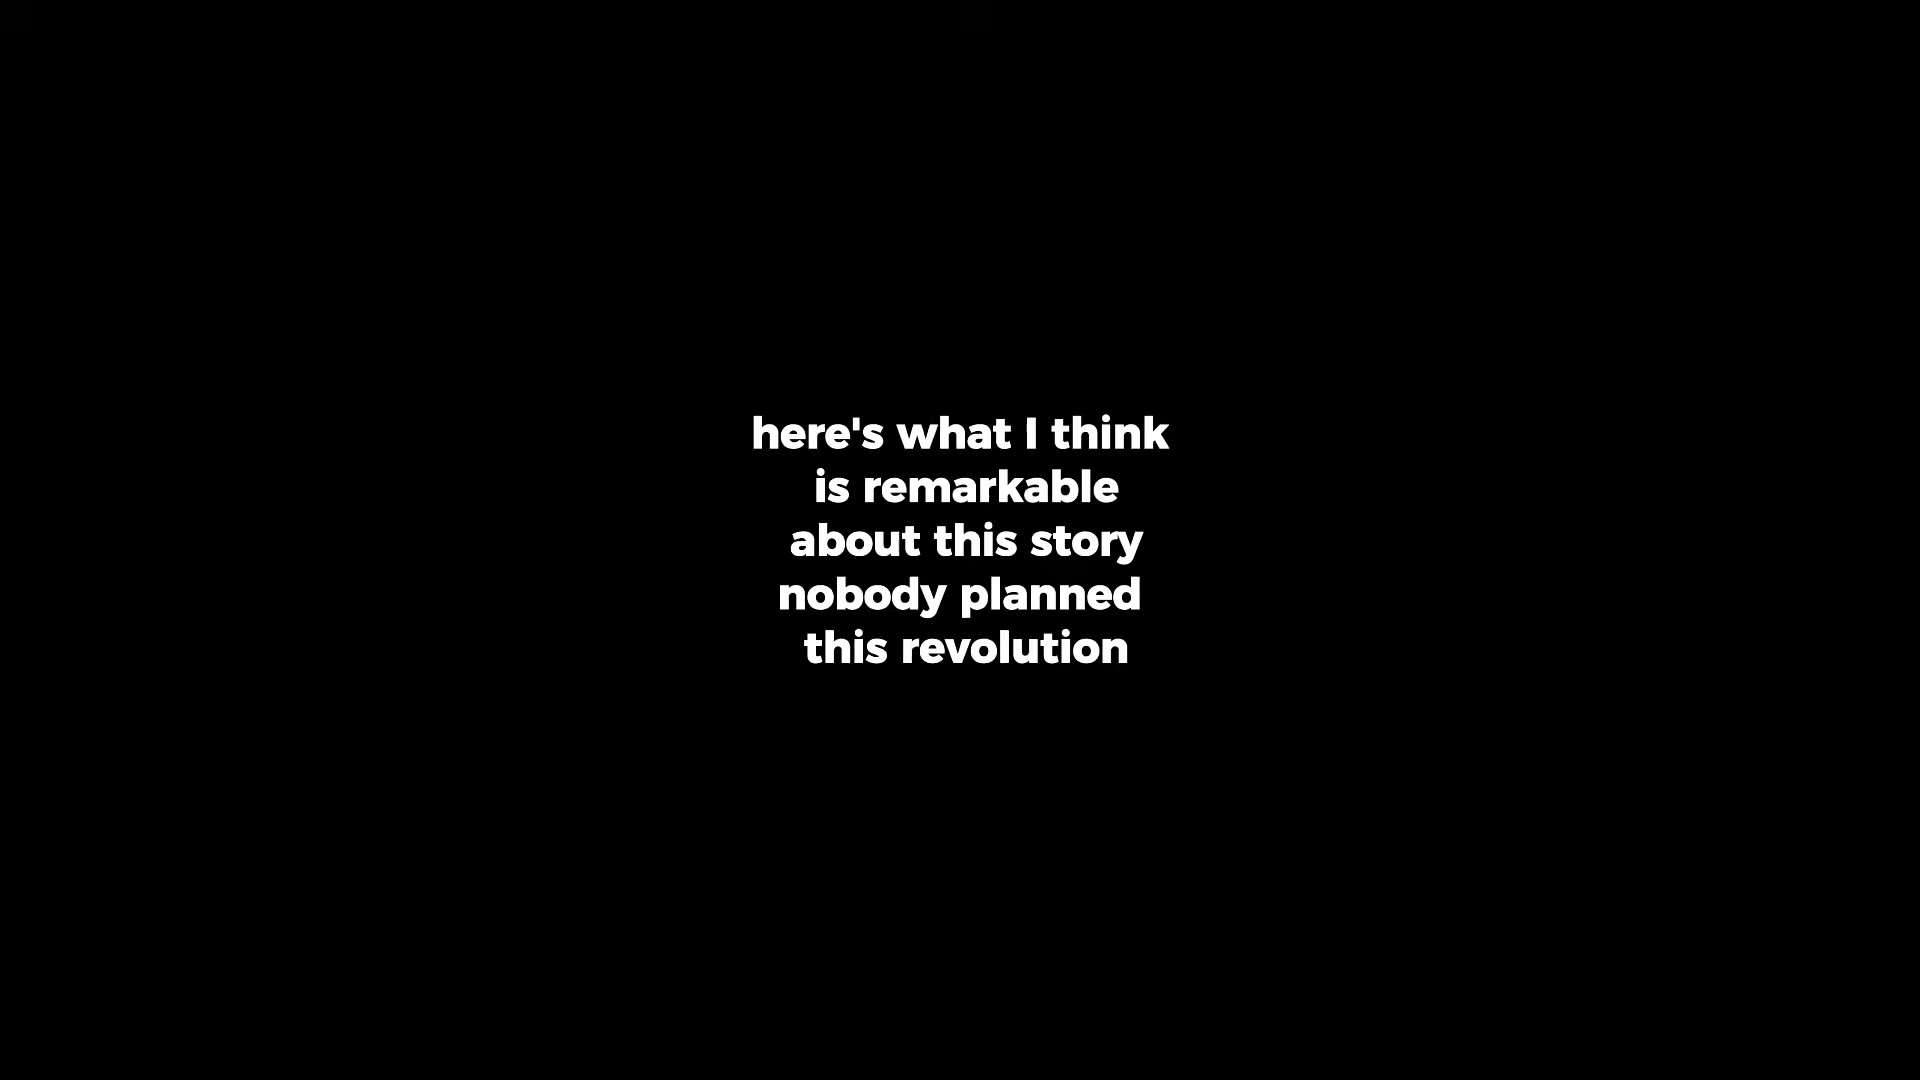 here's what I think
is remarkable
about this story
nobody planned
this revolution